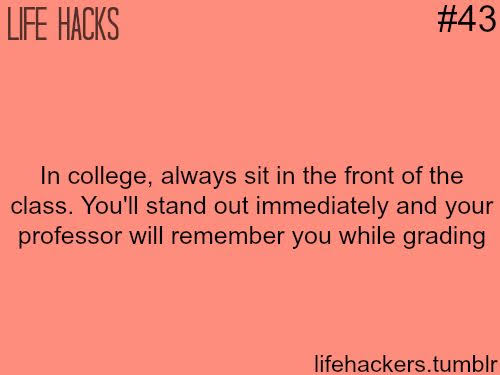 LIFE HACKS
#43
In college, always sit in the front of the
class. You'll stand out immediately and your
professor will remember you while grading
lifehackers.tumblr